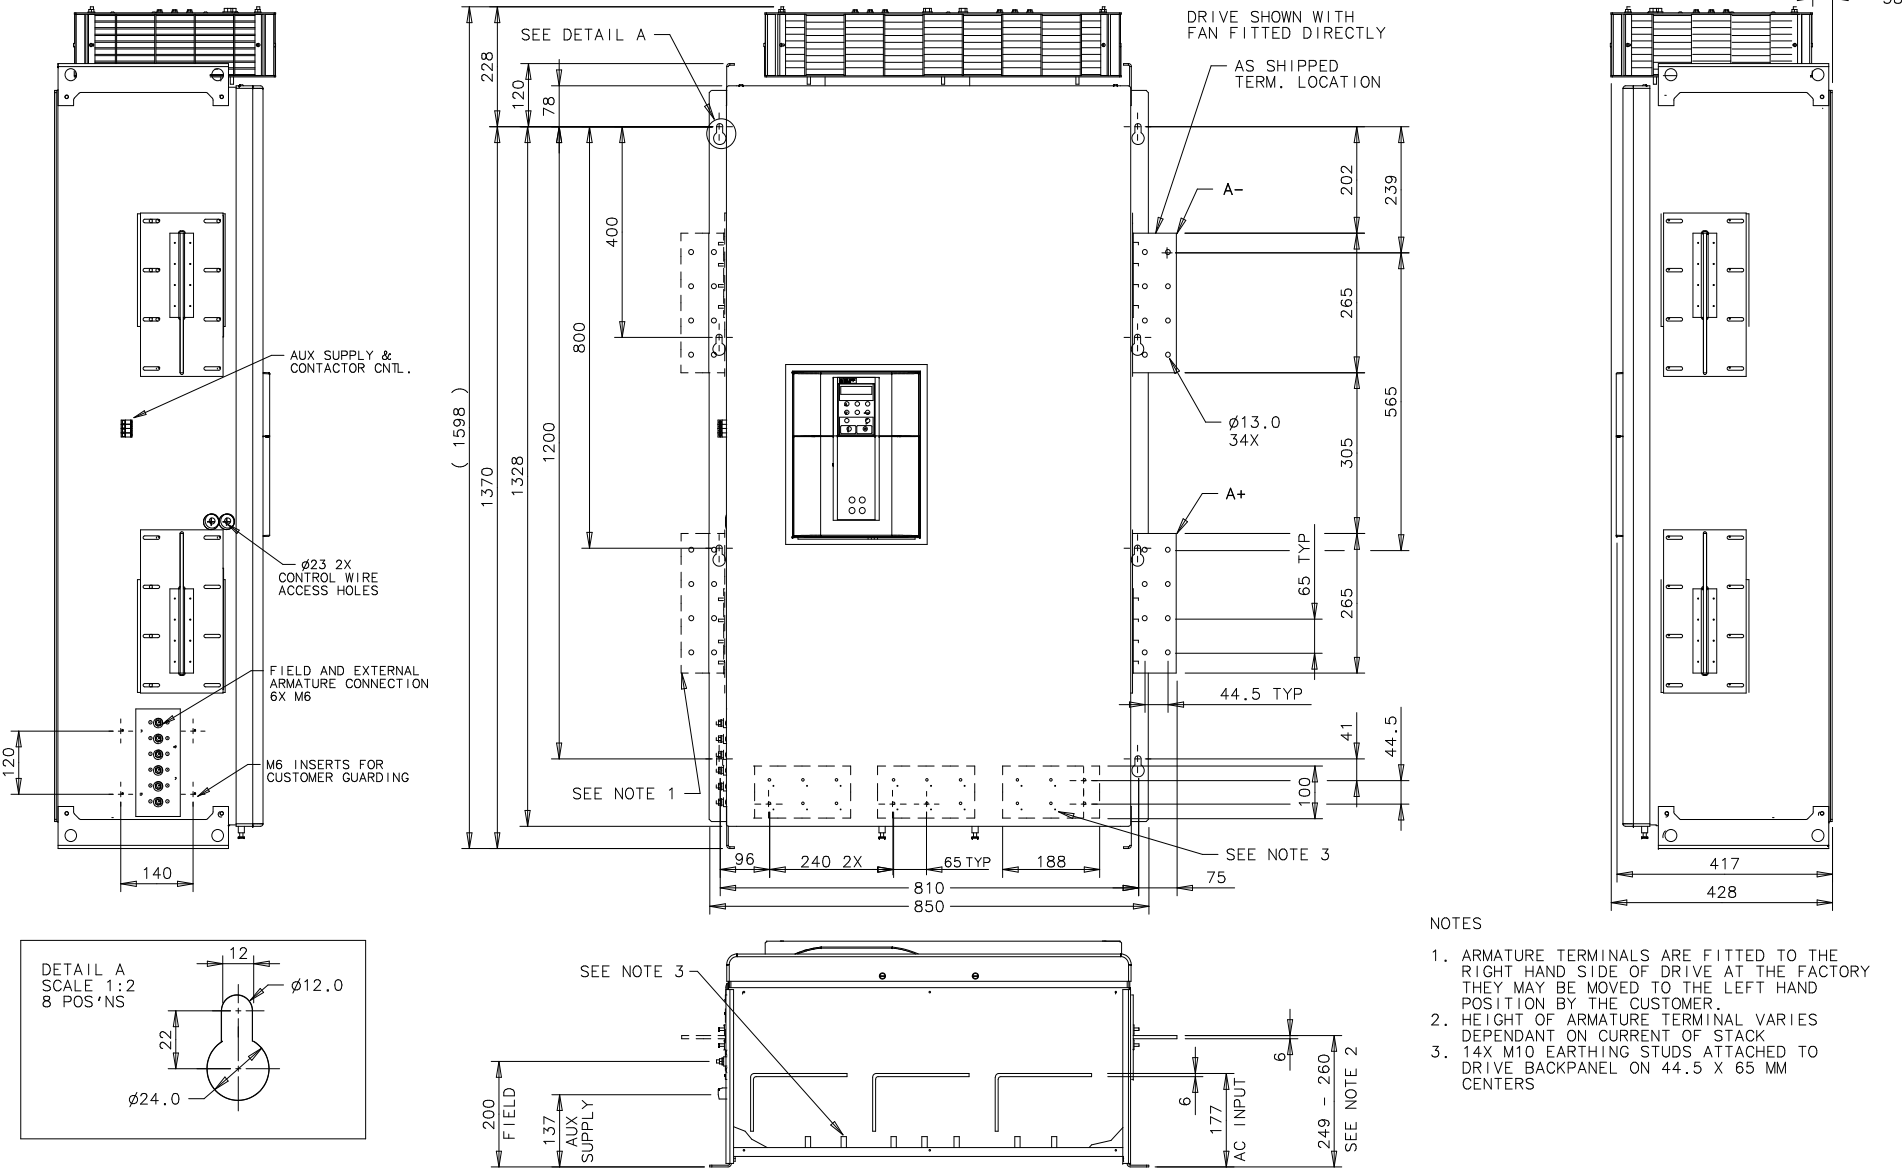 SEE DETAIL A
DRIVE SHOWN WITH
FAN FITTED DIRECTLY
AS SHIPPED
TERM. LOCATION
228
120
78
400
800
1200
1328
1370
( 1598 )
A-
202
239
265
565
305
Ø13.0
34X
A+
65 TYP
265
44.5 TYP
41
44.5
100
AUX SUPPLY &
CONTACTOR CNTL.
Ø23 2X
CONTROL WIRE
ACCESS HOLES
FIELD AND EXTERNAL
ARMATURE CONNECTION
6X M6
M6 INSERTS FOR
CUSTOMER GUARDING
120
140
SEE NOTE 1
SEE NOTE 3
96
240 2X
65 TYP
188
75
810
850
417
428
DETAIL A
SCALE 1:2
8 POS'NS
12
Ø12.0
22
Ø24.0
SEE NOTE 3
200
FIELD
137
AUX
SUPPLY
6
177
AC INPUT
6
249 - 260
SEE NOTE 2
NOTES
1. ARMATURE TERMINALS ARE FITTED TO THE
RIGHT HAND SIDE OF DRIVE AT THE FACTORY
THEY MAY BE MOVED TO THE LEFT HAND
POSITION BY THE CUSTOMER.
2. HEIGHT OF ARMATURE TERMINAL VARIES
DEPENDANT ON CURRENT OF STACK
3. 14X M10 EARTHING STUDS ATTACHED TO
DRIVE BACKPANEL ON 44.5 X 65 MM
CENTERS